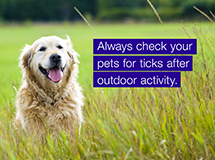 Always check your
pets for ticks after
outdoor activity.